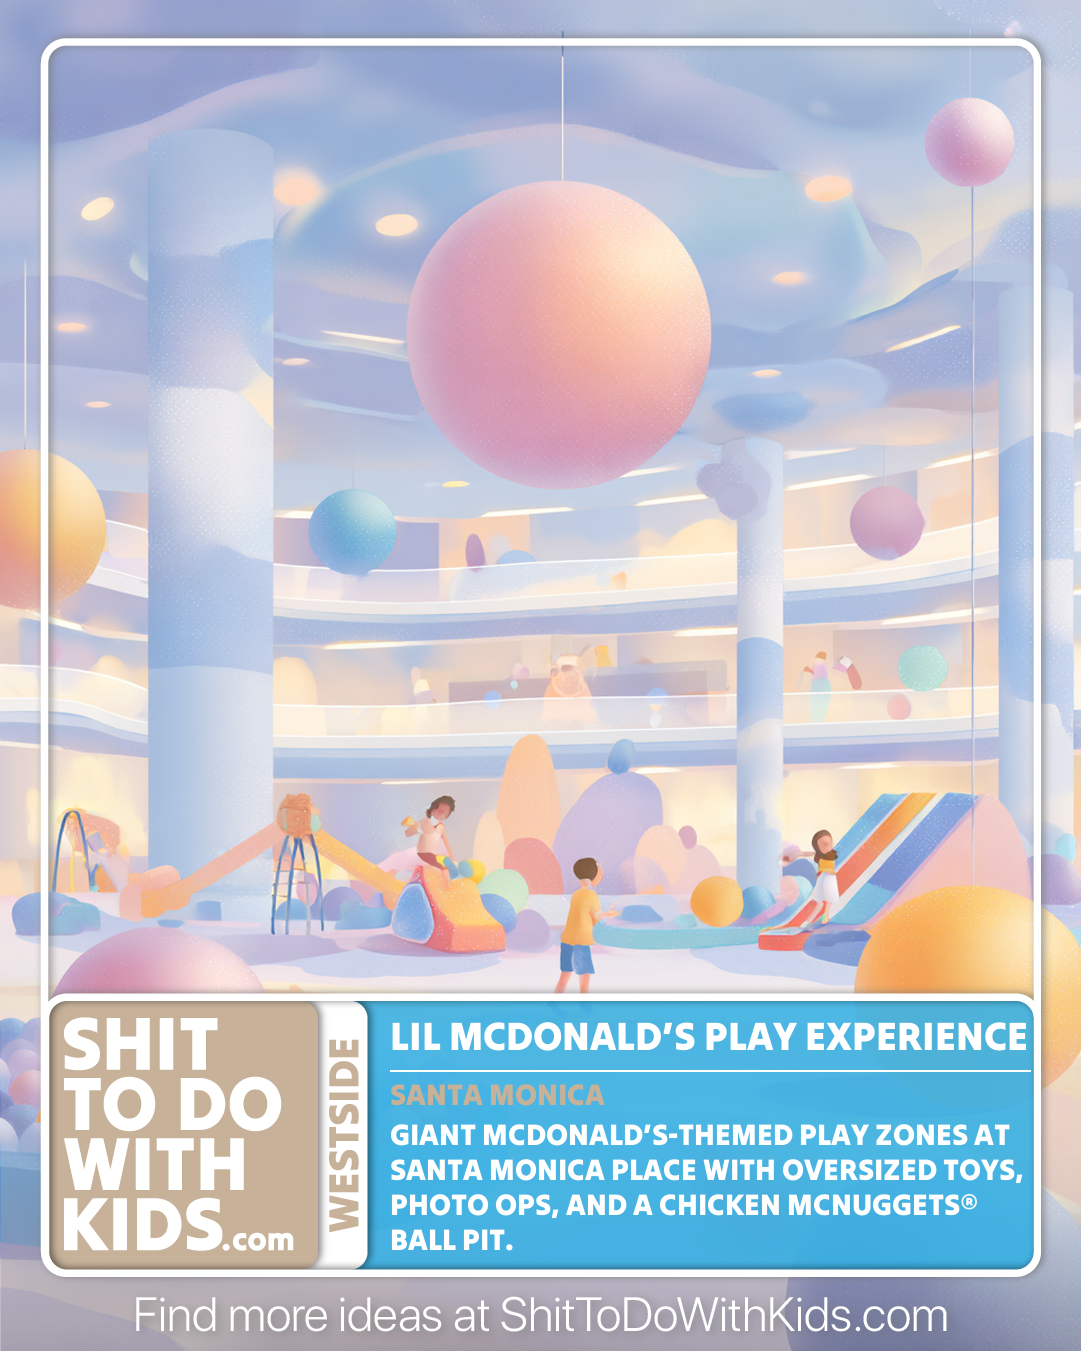 SHIT
TO DO
WITH
KIDS.com
WESTSIDE
LIL MCDONALD'S PLAY EXPERIENCE
SANTA MONICA
GIANT MCDONALD'S-THEMED PLAY ZONES AT
SANTA MONICA PLACE WITH OVERSIZED TOYS,
PHOTO OPS, AND A CHICKEN MCNUGGETS®
BALL PIT.
Find more ideas at ShitToDoWithKids.com